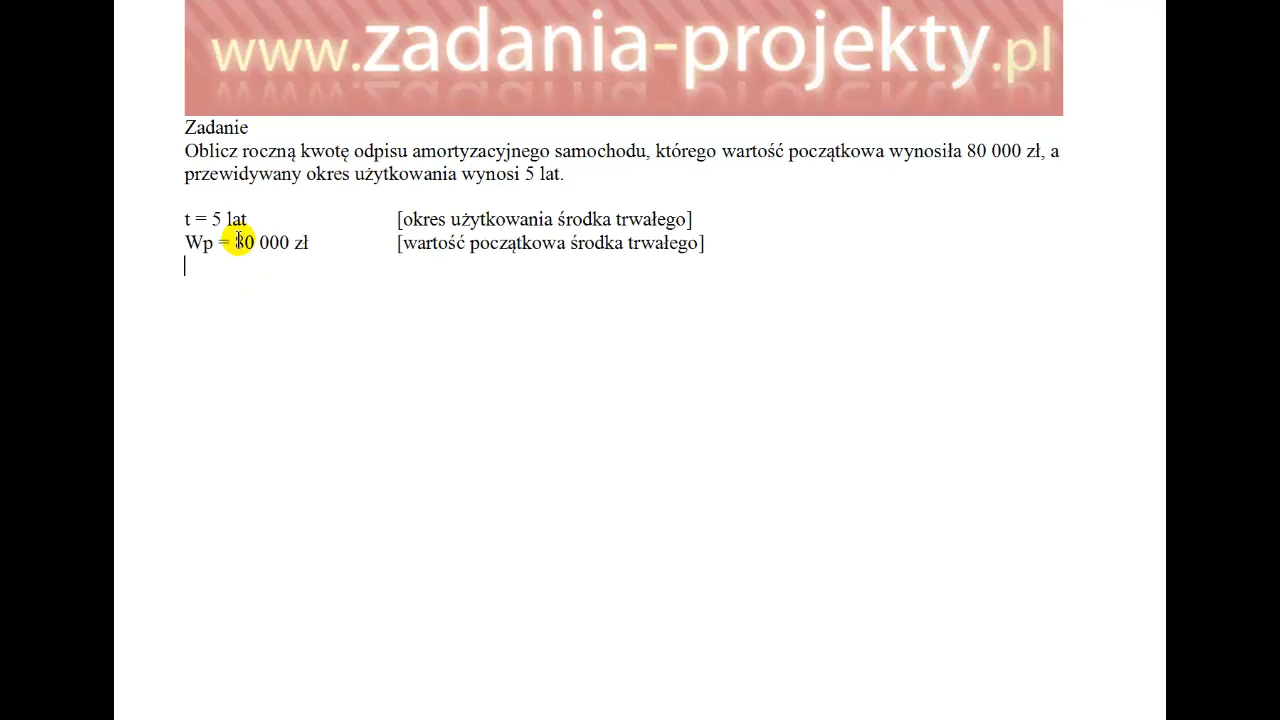 www.zadania-projekty.pl
Zadanie
Oblicz roczną kwotę odpisu amortyzacyjnego samochodu, którego wartość początkowa wynosiła 80 000 zł, a
przewidywany okres użytkowania wynosi 5 lat.
t = 5 lat [okres użytkowania środka trwałego]
Wp = 80 000 zł [wartość początkowa środka trwałego]